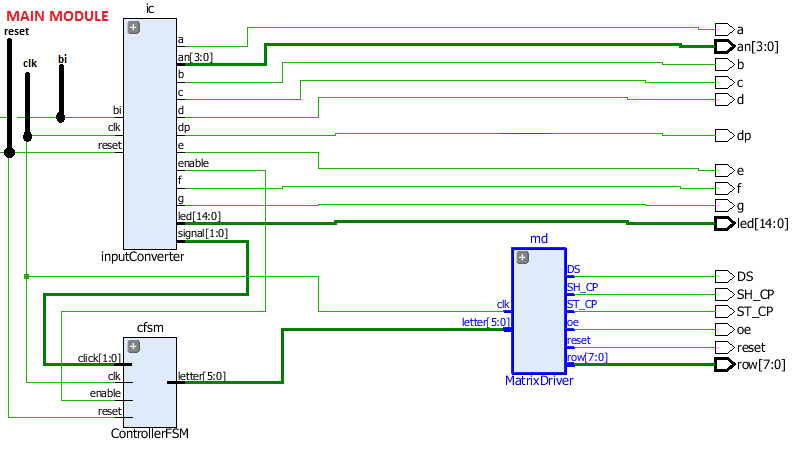 MAIN MODULE
reset
clk
bi
ic
bi
clk
reset
a
an[3:0]
b
c
d
dp
e
enable
f
g
led[14:0]
signal[1:0]
inputConverter
a
an[3:0]
b
c
d
dp
e
f
g
led[14:0]
cfsm
click[1:0]
clk
enable
reset
letter[5:0]
ControllerFSM
md
clk
letter[5:0]
DS
SH_CP
ST_CP
oe
reset
row[7:0]
MatrixDriver
DS
SH_CP
ST_CP
oe
reset
row[7:0]